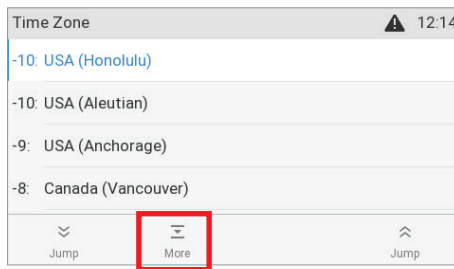 Time Zone 12:14
-10: USA (Honolulu)
-10: USA (Aleutian)
-9: USA (Anchorage)
-8: Canada (Vancouver)
Jump More Jump